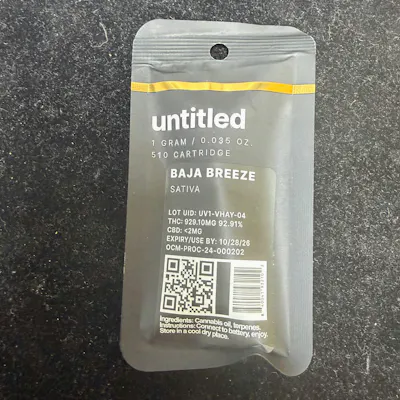 untitled
1 GRAM / 0.035 OZ.
510 CARTRIDGE
BAJA BREEZE
SATIVA
LOT UID: UV1-VHAY-04
THC: 929.10MG 92.91%
CBD: <2MG
EXPIRY/USE BY: 10/28/26
OCM-PROC-24-000202
Ingredients: Cannabis oil, terpenes.
Instructions: Connect to battery, enjoy.
Store in a cool dry place.